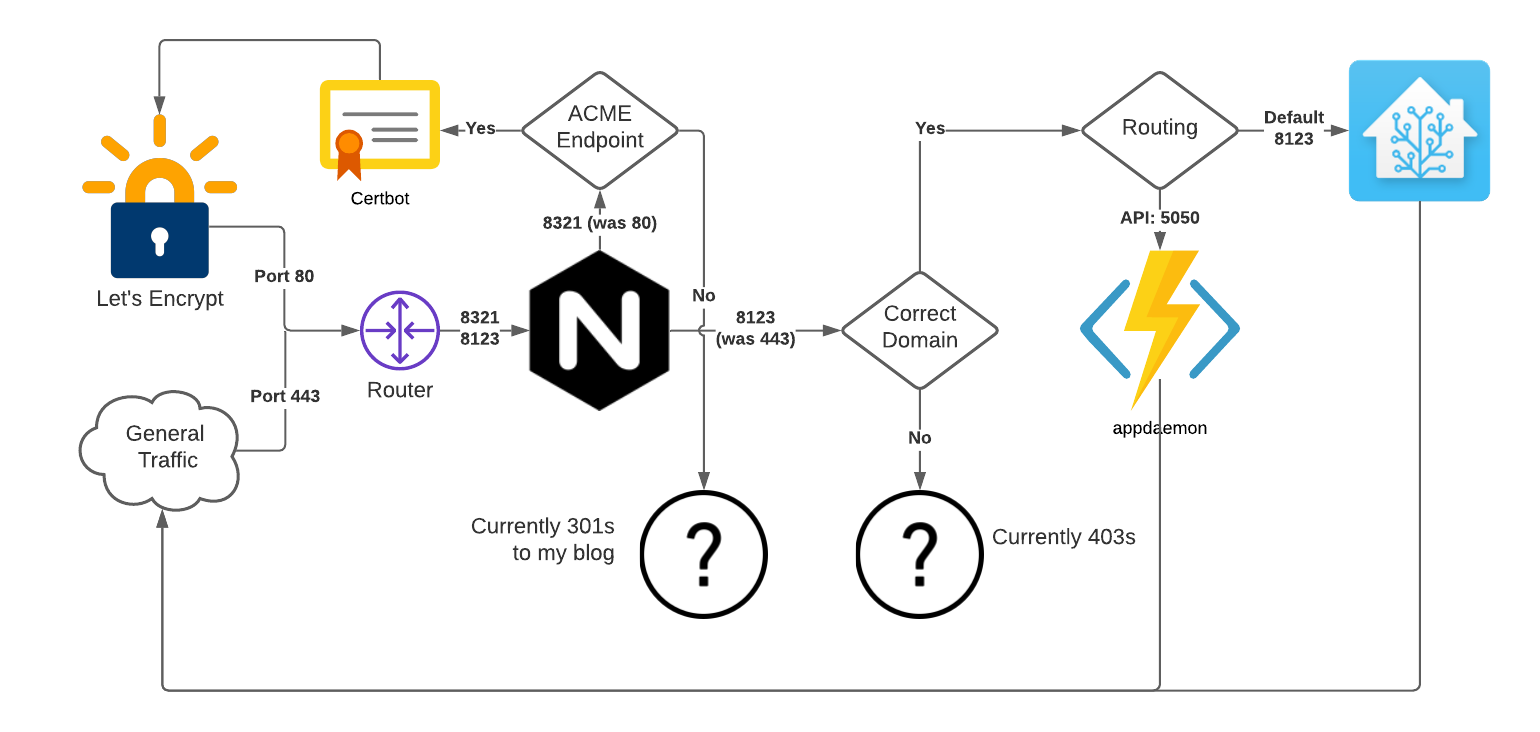 ACME
Endpoint
Yes
Certbot
8321 (was 80)
Yes
Routing
Default
8123
API: 5050
Let's Encrypt
Port 80
No
8321
8123
Router
N
8123
(was 443)
Correct
Domain
Port 443
General
Traffic
No
appdaemon
Currently 301s
to my blog
?
?
Currently 403s